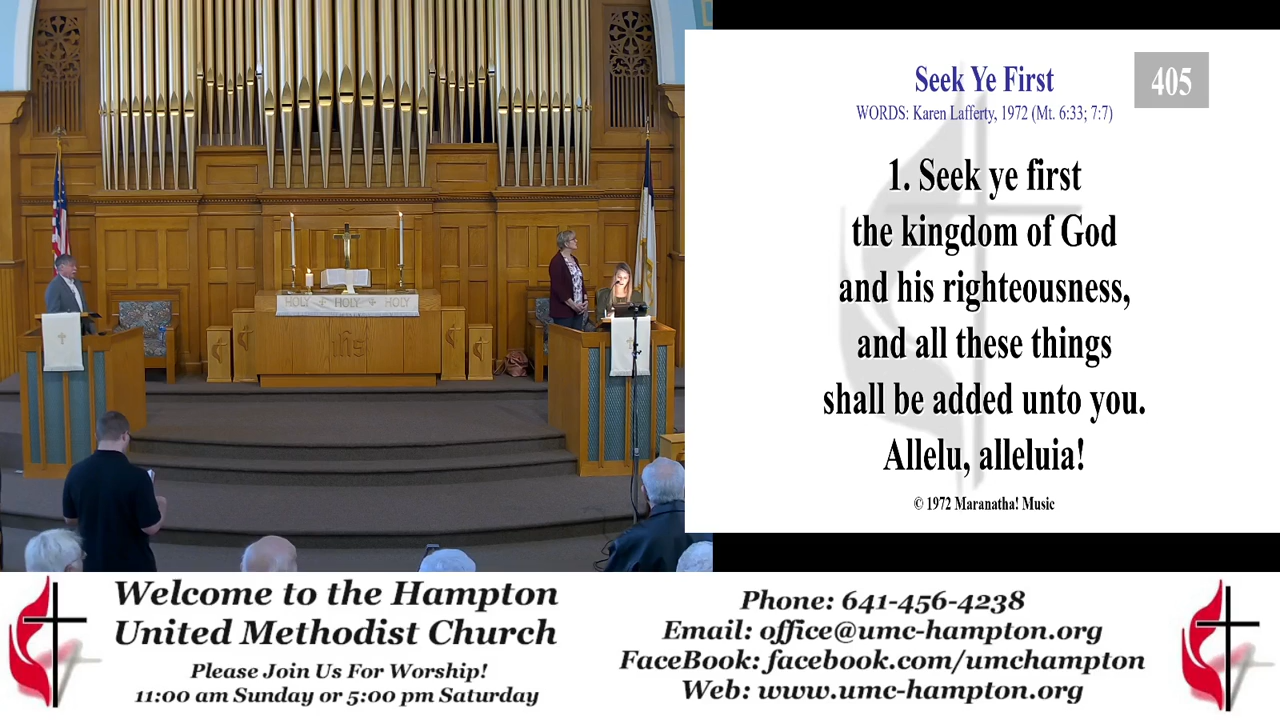 HOLY HOLY HOLY
ihs
Seek Ye First
405
WORDS: Karen Lafferty, 1972 (Mt. 6:33; 7:7)
1. Seek ye first
the kingdom of God
and his righteousness,
and all these things
shall be added unto you.
Allelu, alleluia!
© 1972 Maranatha! Music
Welcome to the Hampton
United Methodist Church
Please Join Us For Worship!
11:00 am Sunday or 5:00 pm Saturday
Phone: 641-456-4238
Email: office@umc-hampton.org
FaceBook: facebook.com/umchampton
Web: www.umc-hampton.org